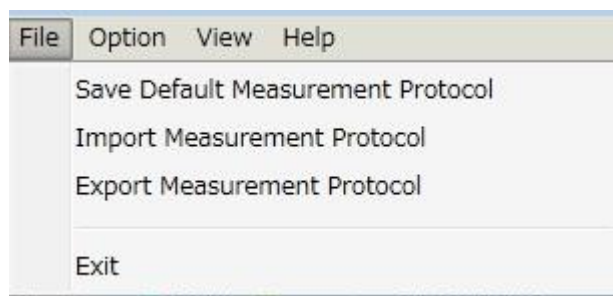 File Option View Help
Save Default Measurement Protocol
Import Measurement Protocol
Export Measurement Protocol
Exit